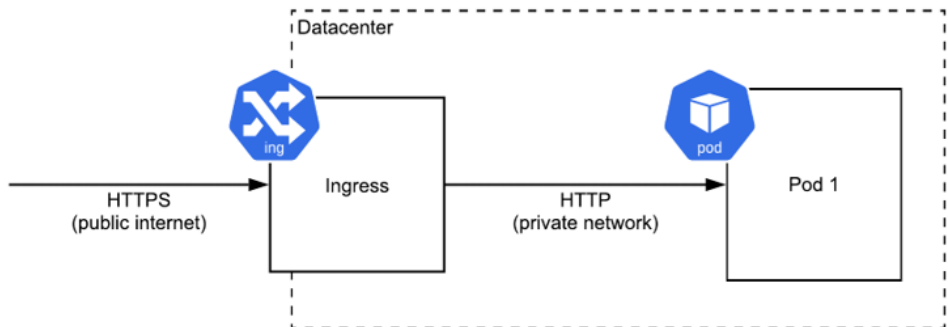 Datacenter
ing
pod
Ingress
Pod 1
HTTPS
(public internet)
HTTP
(private network)